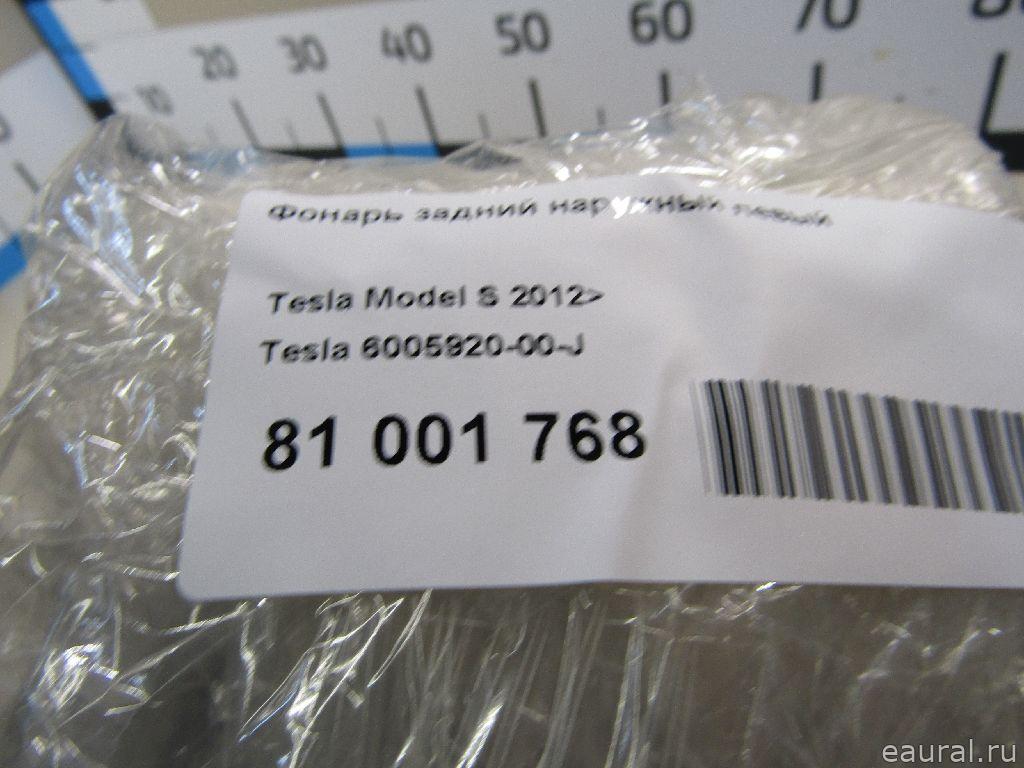 10 20 30 40 50 60 70
Фонарь задний наружный левый
Tesla Model S 2012>
Tesla 6005920-00-J
81 001 768
eaural.ru